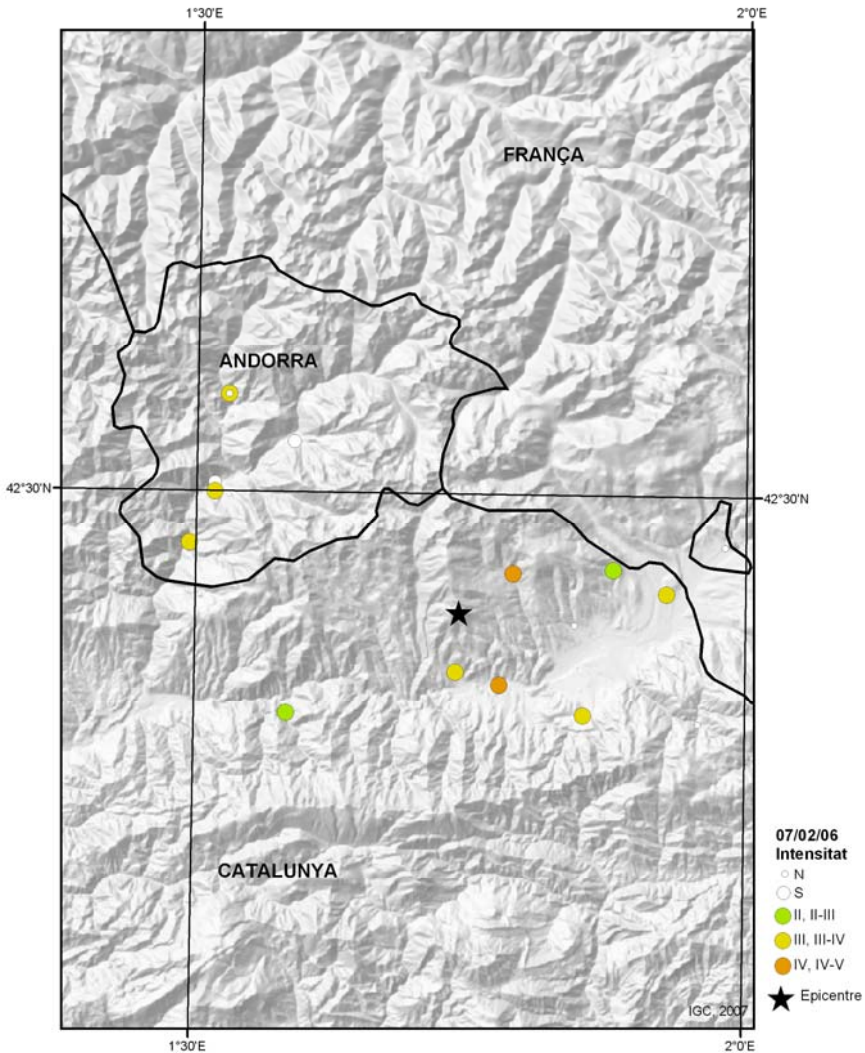 1°30'E
2°0'E
FRANÇA
ANDORRA
42°30'N
42°30'N
CATALUNYA
07/02/06
Intensitat
N
S
II, II-III
III, III-IV
IV, IV-V
Epicentre
IGC, 2007
1°30'E
2°0'E